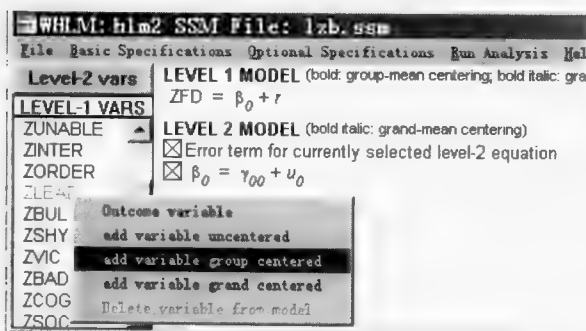 WHLM: hlm2 SSM File: lzb.ssm
File Basic Specifications Optional Specifications Run Analysis
Level-2 vars
LEVEL-1 VARS
ZUNABLE
ZINTER
ZORDER
ZBUL
ZSHY
ZVIC
ZBAD
ZCOG
ZSOC
LEVEL 1 MODEL (bold: group-mean centering; bold italic:
ZFD = β0 + r
LEVEL 2 MODEL (bold italic: grand-mean centering)
Error term for currently selected level-2 equation
β0 = γ00 + u0
Outcome variable
add variable uncentered
add variable group centered
add variable grand centered
Delete variable from model